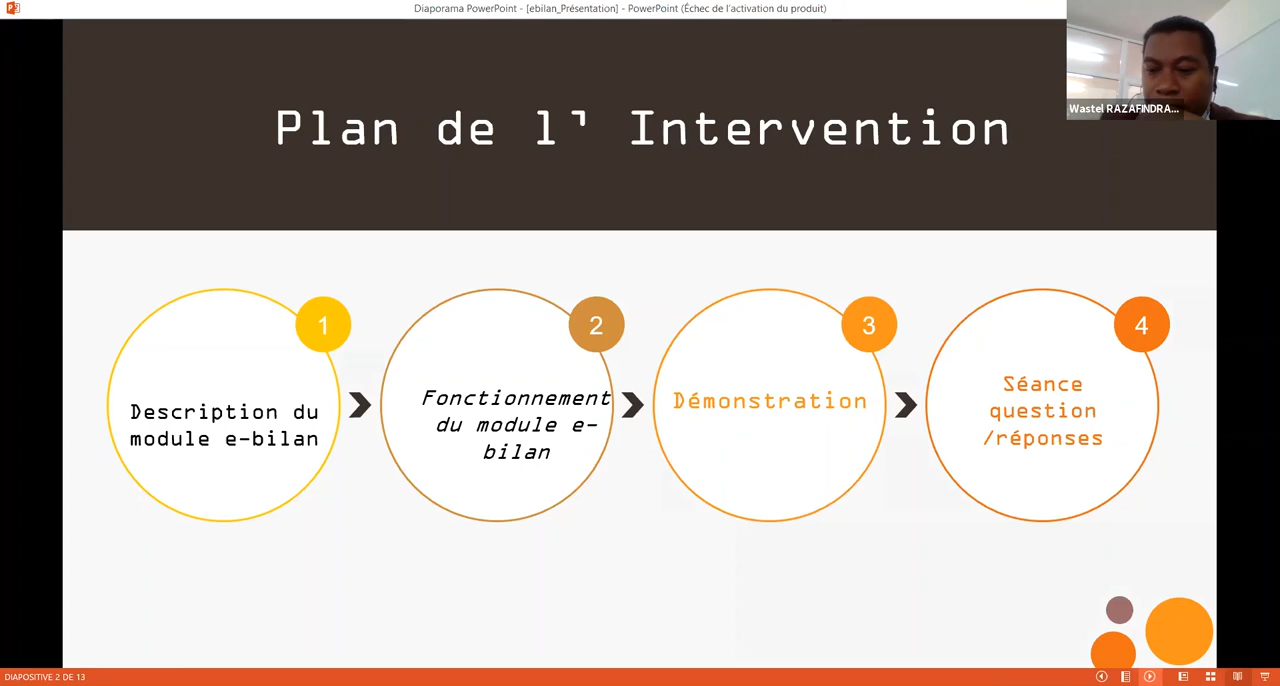 Diaporama PowerPoint - [ebilan_Présentation] - PowerPoint (Échec de l'activation du produit)
Wastel RAZAFINDRA...
Plan de l' Intervention
1
Description du
module e-bilan
2
Fonctionnement
du module e-
bilan
3
Démonstration
4
Séance
question
/réponses
DIAPOSITIVE 2 DE 13